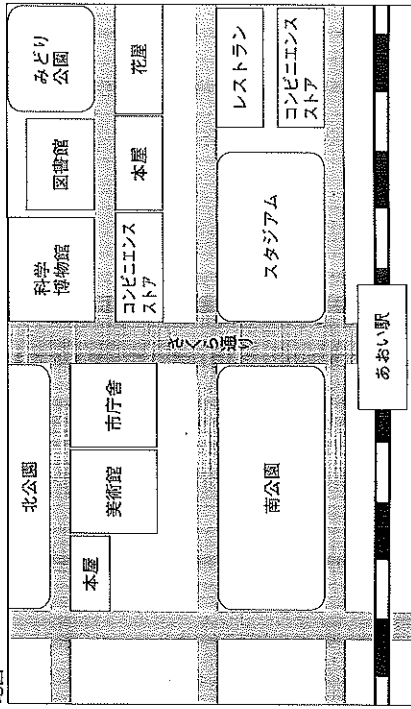 北公園
本屋
美術館
市庁舎
科学
博物館
図書館
みどり
公園
コンビニエンス
ストア
本屋
花屋
さくら通り
南公園
スタジアム
レストラン
コンビニエンス
ストア
あおい駅